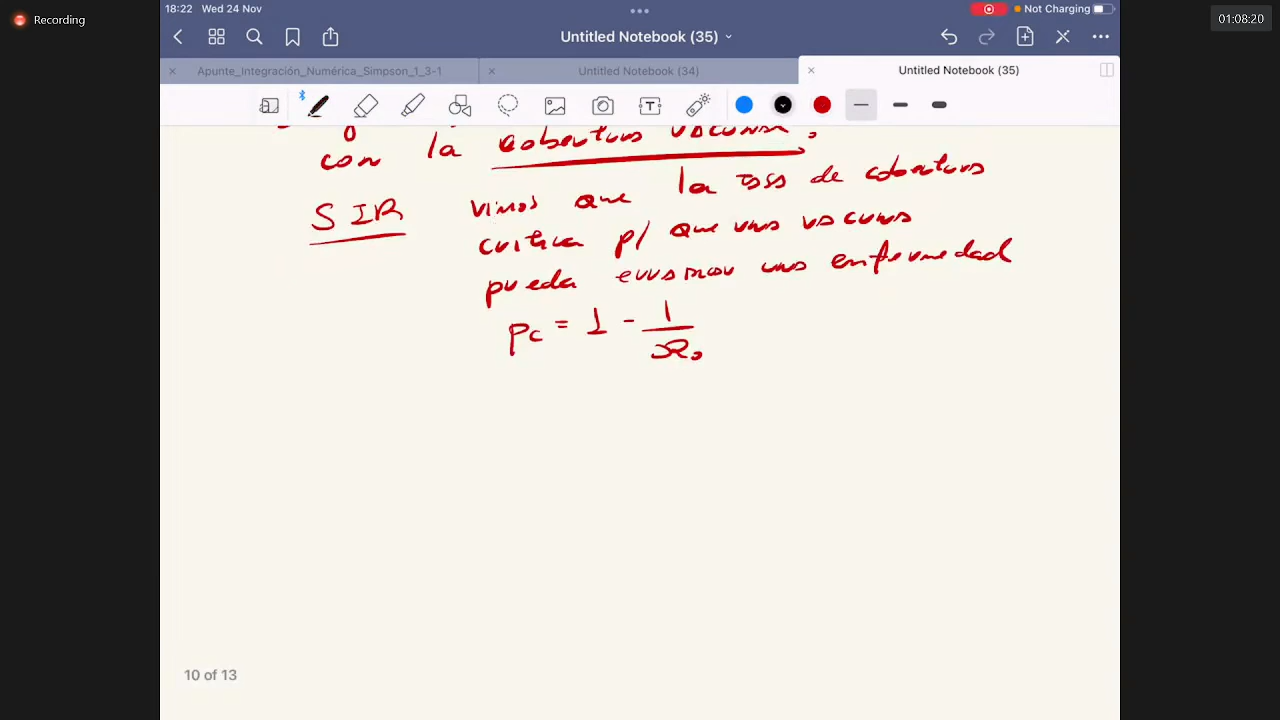 Recording
18:22 Wed 24 Nov
Not Charging
01:08:20
Untitled Notebook (35)
Apunte_Integración_Numérica_Simpson_1_3-1
Untitled Notebook (34)
Untitled Notebook (35)
con la cobertura vacunal.
SIR vimos que la tasa de cobertura
crítica p/ que una vacuna
pueda una enfermedad
pc = 1 - 1/R₀
10 of 13